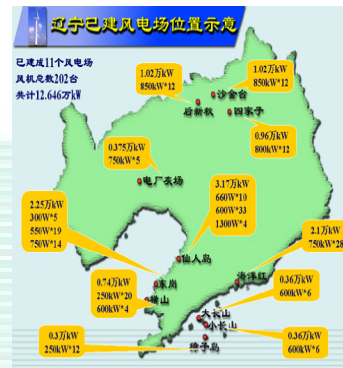 辽宁已建风电场位置示意
已建成11个风电场
风机总数202台
共计12.646万kW
1.02万kW
850kW*12
1.02万kW
850kW*12
沙金台
后新秋
四家子
0.96万kW
800kW*12
0.375万kW
750kW*5
电厂灰场
3.17万kW
660W*10
600W*33
1300W*4
2.25万kW
300W*5
550W*19
750W*14
2.1万kW
750kW*28
仙人岛
海洋红
0.74万kW
250kW*20
600kW*4
东岗
横山
0.36万kW
600kW*6
大长山
小长山
獐子岛
0.3万kW
250kW*12
0.36万kW
600kW*6